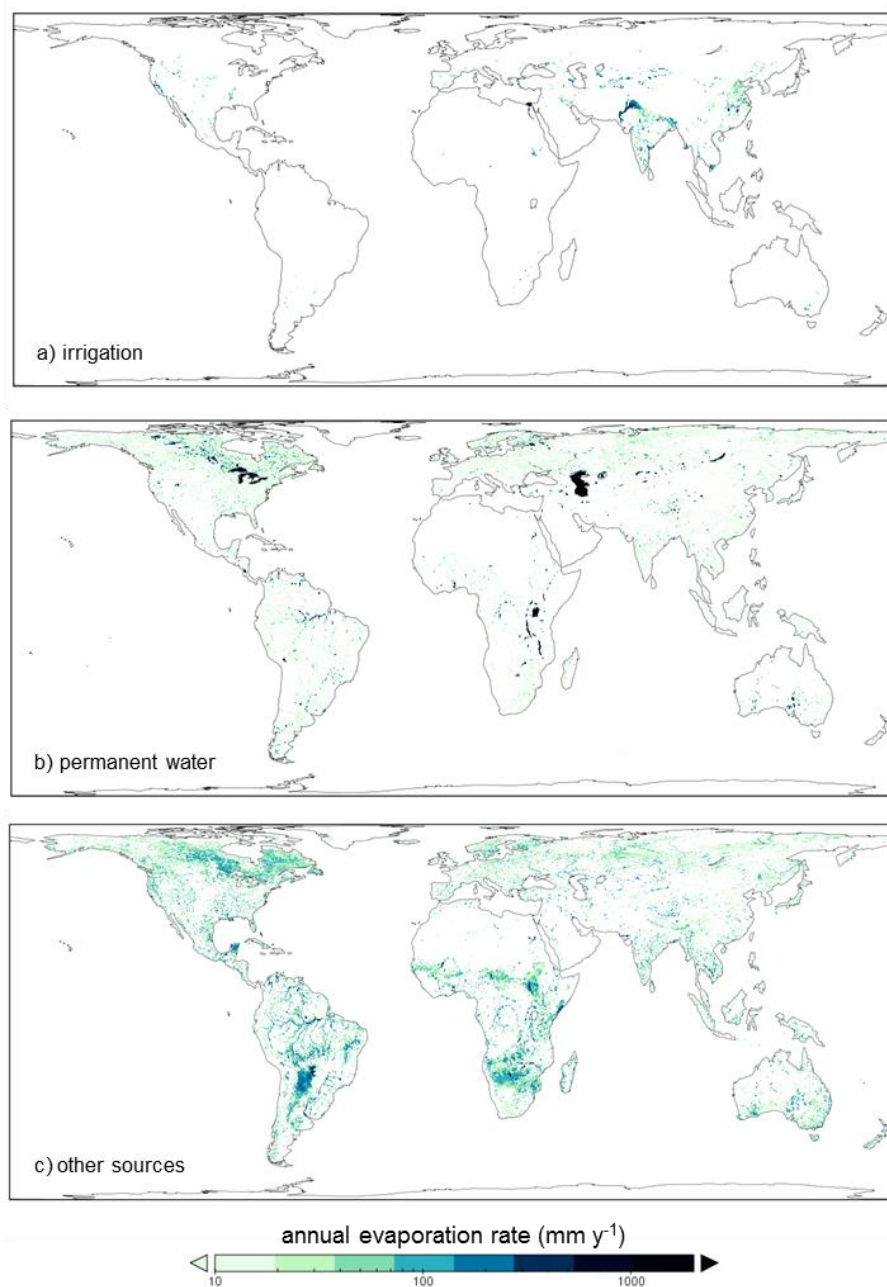 a) irrigation
b) permanent water
c) other sources
annual evaporation rate (mm y⁻¹)
10 100 1000